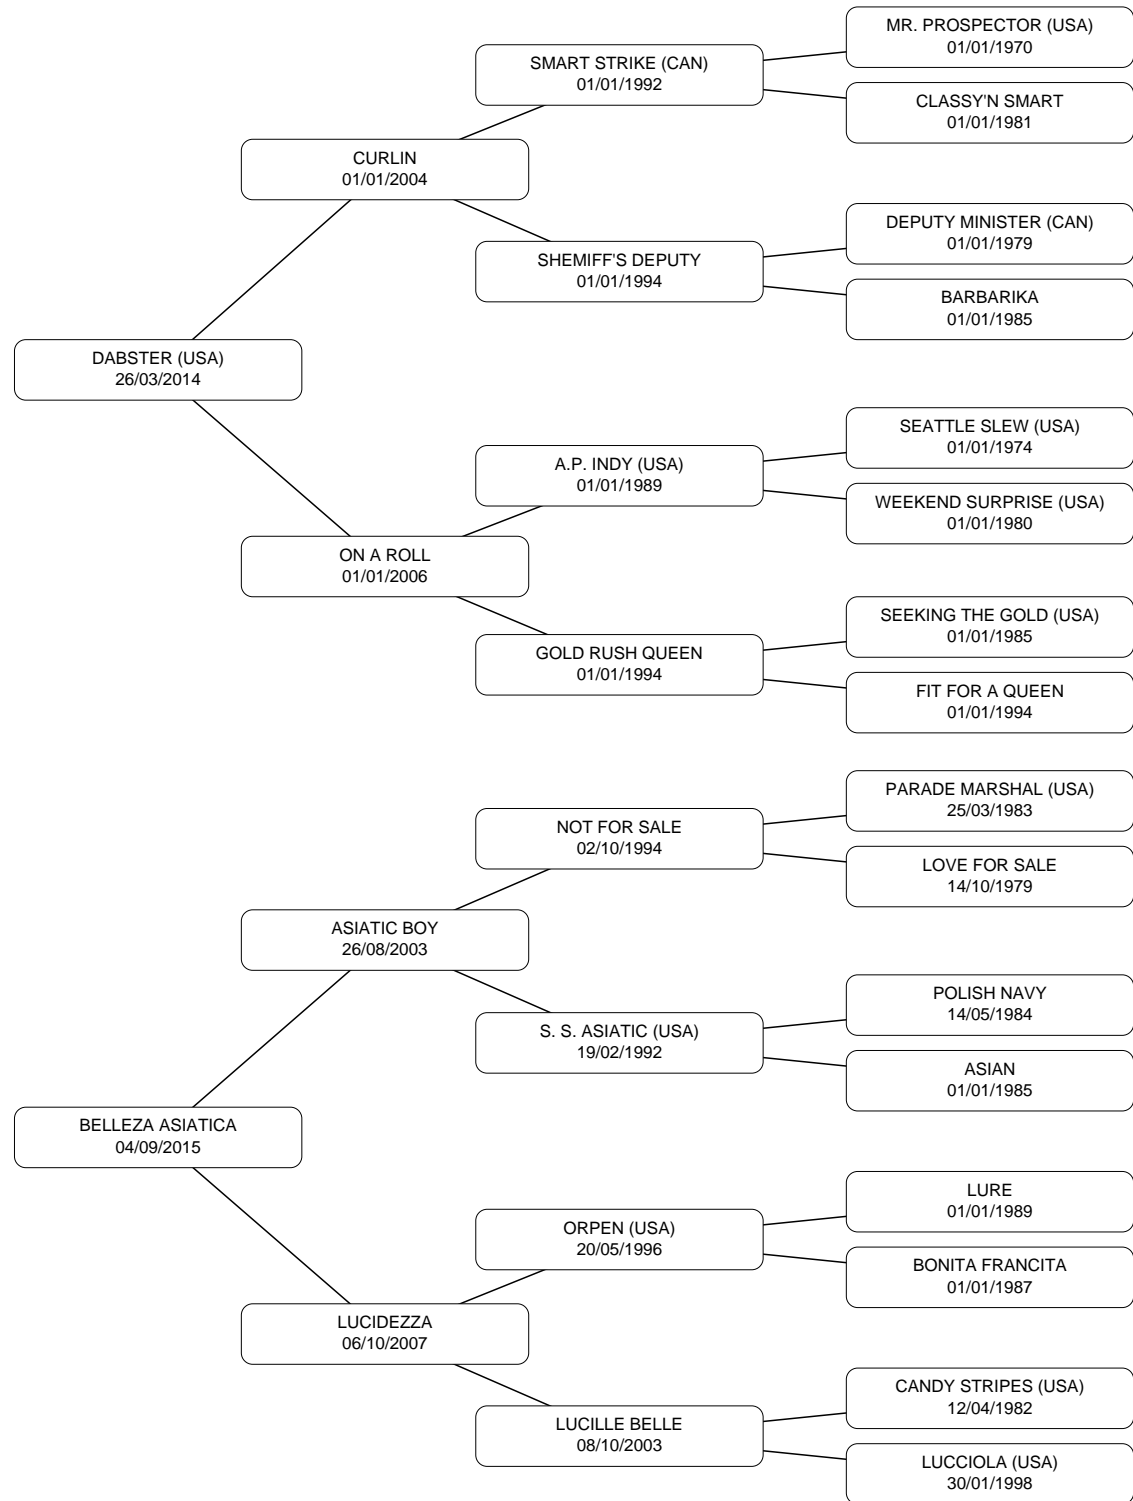 MR. PROSPECTOR (USA)
01/01/1970
SMART STRIKE (CAN)
01/01/1992
CLASSY'N SMART
01/01/1981
CURLIN
01/01/2004
DEPUTY MINISTER (CAN)
01/01/1979
SHEMIFF'S DEPUTY
01/01/1994
BARBARIKA
01/01/1985
DABSTER (USA)
26/03/2014
SEATTLE SLEW (USA)
01/01/1974
A.P. INDY (USA)
01/01/1989
WEEKEND SURPRISE (USA)
01/01/1980
ON A ROLL
01/01/2006
SEEKING THE GOLD (USA)
01/01/1985
GOLD RUSH QUEEN
01/01/1994
FIT FOR A QUEEN
01/01/1994
PARADE MARSHAL (USA)
25/03/1983
NOT FOR SALE
02/10/1994
LOVE FOR SALE
14/10/1979
ASIATIC BOY
26/08/2003
POLISH NAVY
14/05/1984
S. S. ASIATIC (USA)
19/02/1992
ASIAN
01/01/1985
BELLEZA ASIATICA
04/09/2015
LURE
01/01/1989
ORPEN (USA)
20/05/1996
BONITA FRANCITA
01/01/1987
LUCIDEZZA
06/10/2007
CANDY STRIPES (USA)
12/04/1982
LUCILLE BELLE
08/10/2003
LUCCIOLA (USA)
30/01/1998